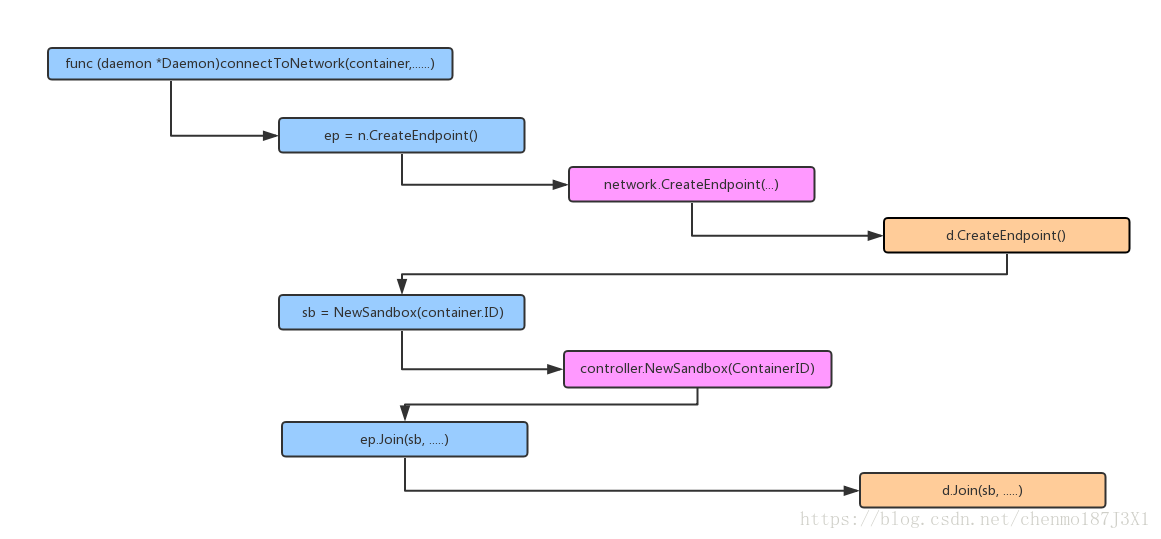 func (daemon *Daemon)connectToNetwork(container,......)
ep = n.CreateEndpoint()
network.CreateEndpoint(...)
d.CreateEndpoint()
sb = NewSandbox(container.ID)
controller.NewSandbox(ContainerID)
ep.Join(sb, .....)
d.Join(sb, .....)
https://blog.csdn.net/chenmo187J3X1